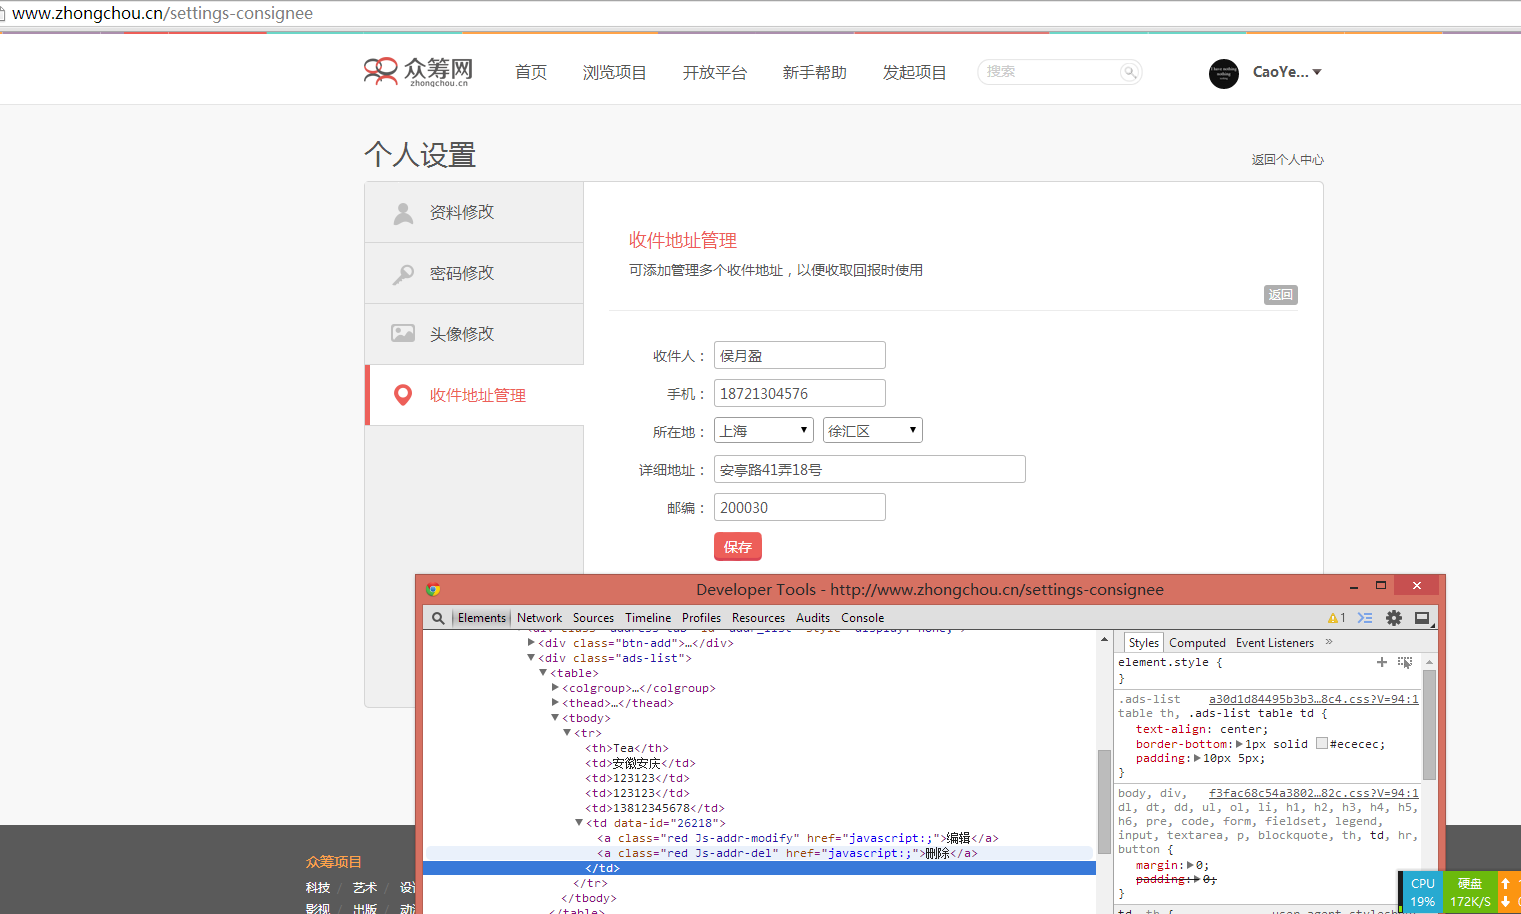 www.zhongchou.cn/settings-consignee
众筹网
zhongchou.cn
首页 浏览项目 开放平台 新手帮助 发起项目 搜索 CaoYe...
个人设置
返回个人中心
资料修改
密码修改
头像修改
收件地址管理
收件地址管理
可添加管理多个收件地址，以便收取回报时使用
返回
收件人： 侯月盈
手机： 18721304576
所在地： 上海 徐汇区
详细地址： 安亭路41弄18号
邮编： 200030
保存
Developer Tools - http://www.zhongchou.cn/settings-consignee
Elements Network Sources Timeline Profiles Resources Audits Console 1
<div class="btn-add">…</div>
<div class="ads-list">
<table>
<colgroup>…</colgroup>
<thead>…</thead>
<tbody>
<tr>
<th>Tea</th>
<td>安徽安庆</td>
<td>123123</td>
<td>123123</td>
<td>13812345678</td>
<td data-id="26218">
<a class="red Js-addr-modify" href="javascript:;">编辑</a>
<a class="red Js-addr-del" href="javascript:;">删除</a>
</td>
</tr>
</tbody>
</table>
Styles Computed Event Listeners »
element.style {
}
.ads-list a30d1d84495b3b3…8c4.css?V=94:1
table th, .ads-list table td {
text-align: center;
border-bottom: 1px solid #ececec;
padding: 10px 5px;
}
body, div, f3fac68c54a3802…82c.css?V=94:1
dl, dt, dd, ul, ol, li, h1, h2, h3, h4, h5,
h6, pre, code, form, fieldset, legend,
input, textarea, p, blockquote, th, td, hr,
button {
margin: 0;
padding: 0;
}
td, th { user agent stylesheet
众筹项目
科技 / 艺术 / 设计
影视 / 出版 / 动漫
CPU
19%
硬盘
172K/S